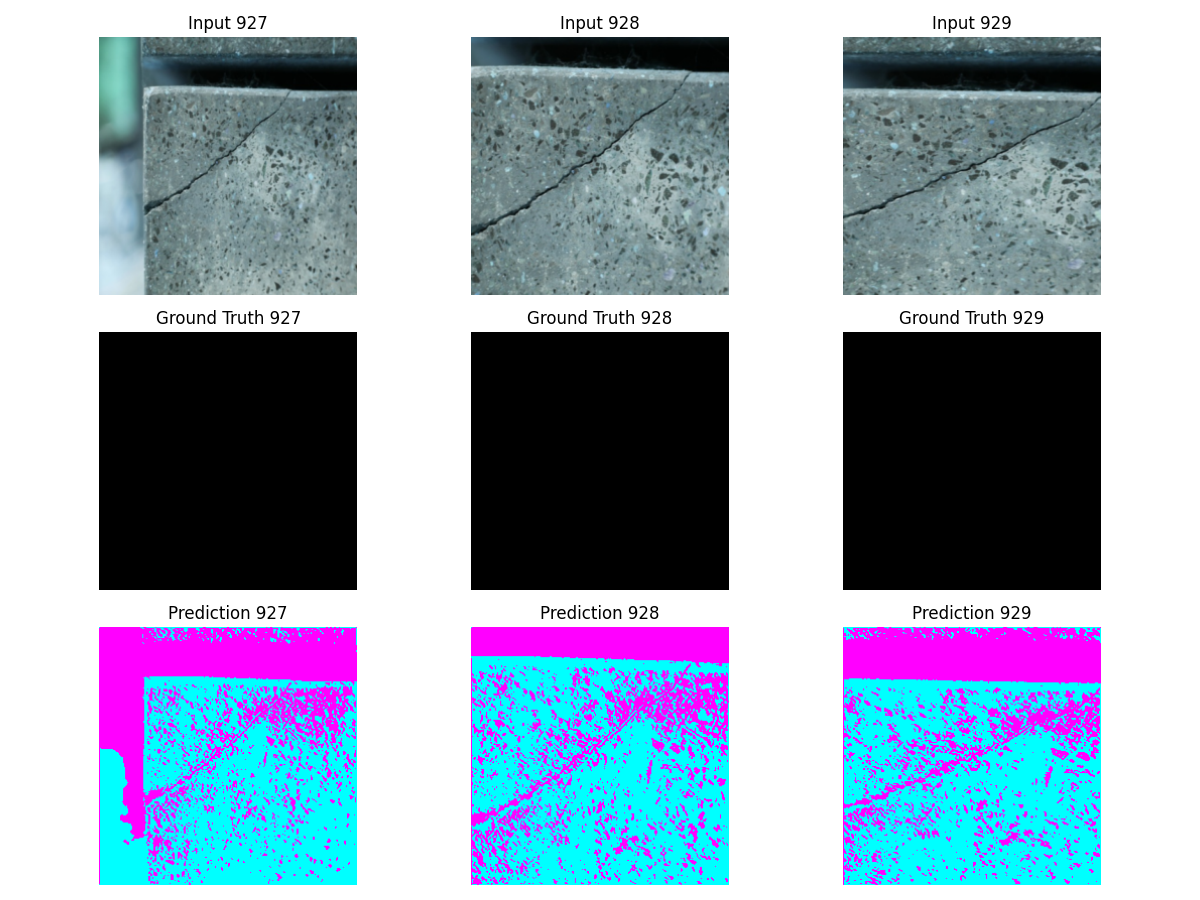 Input 927
Input 928
Input 929
Ground Truth 927
Ground Truth 928
Ground Truth 929
Prediction 927
Prediction 928
Prediction 929